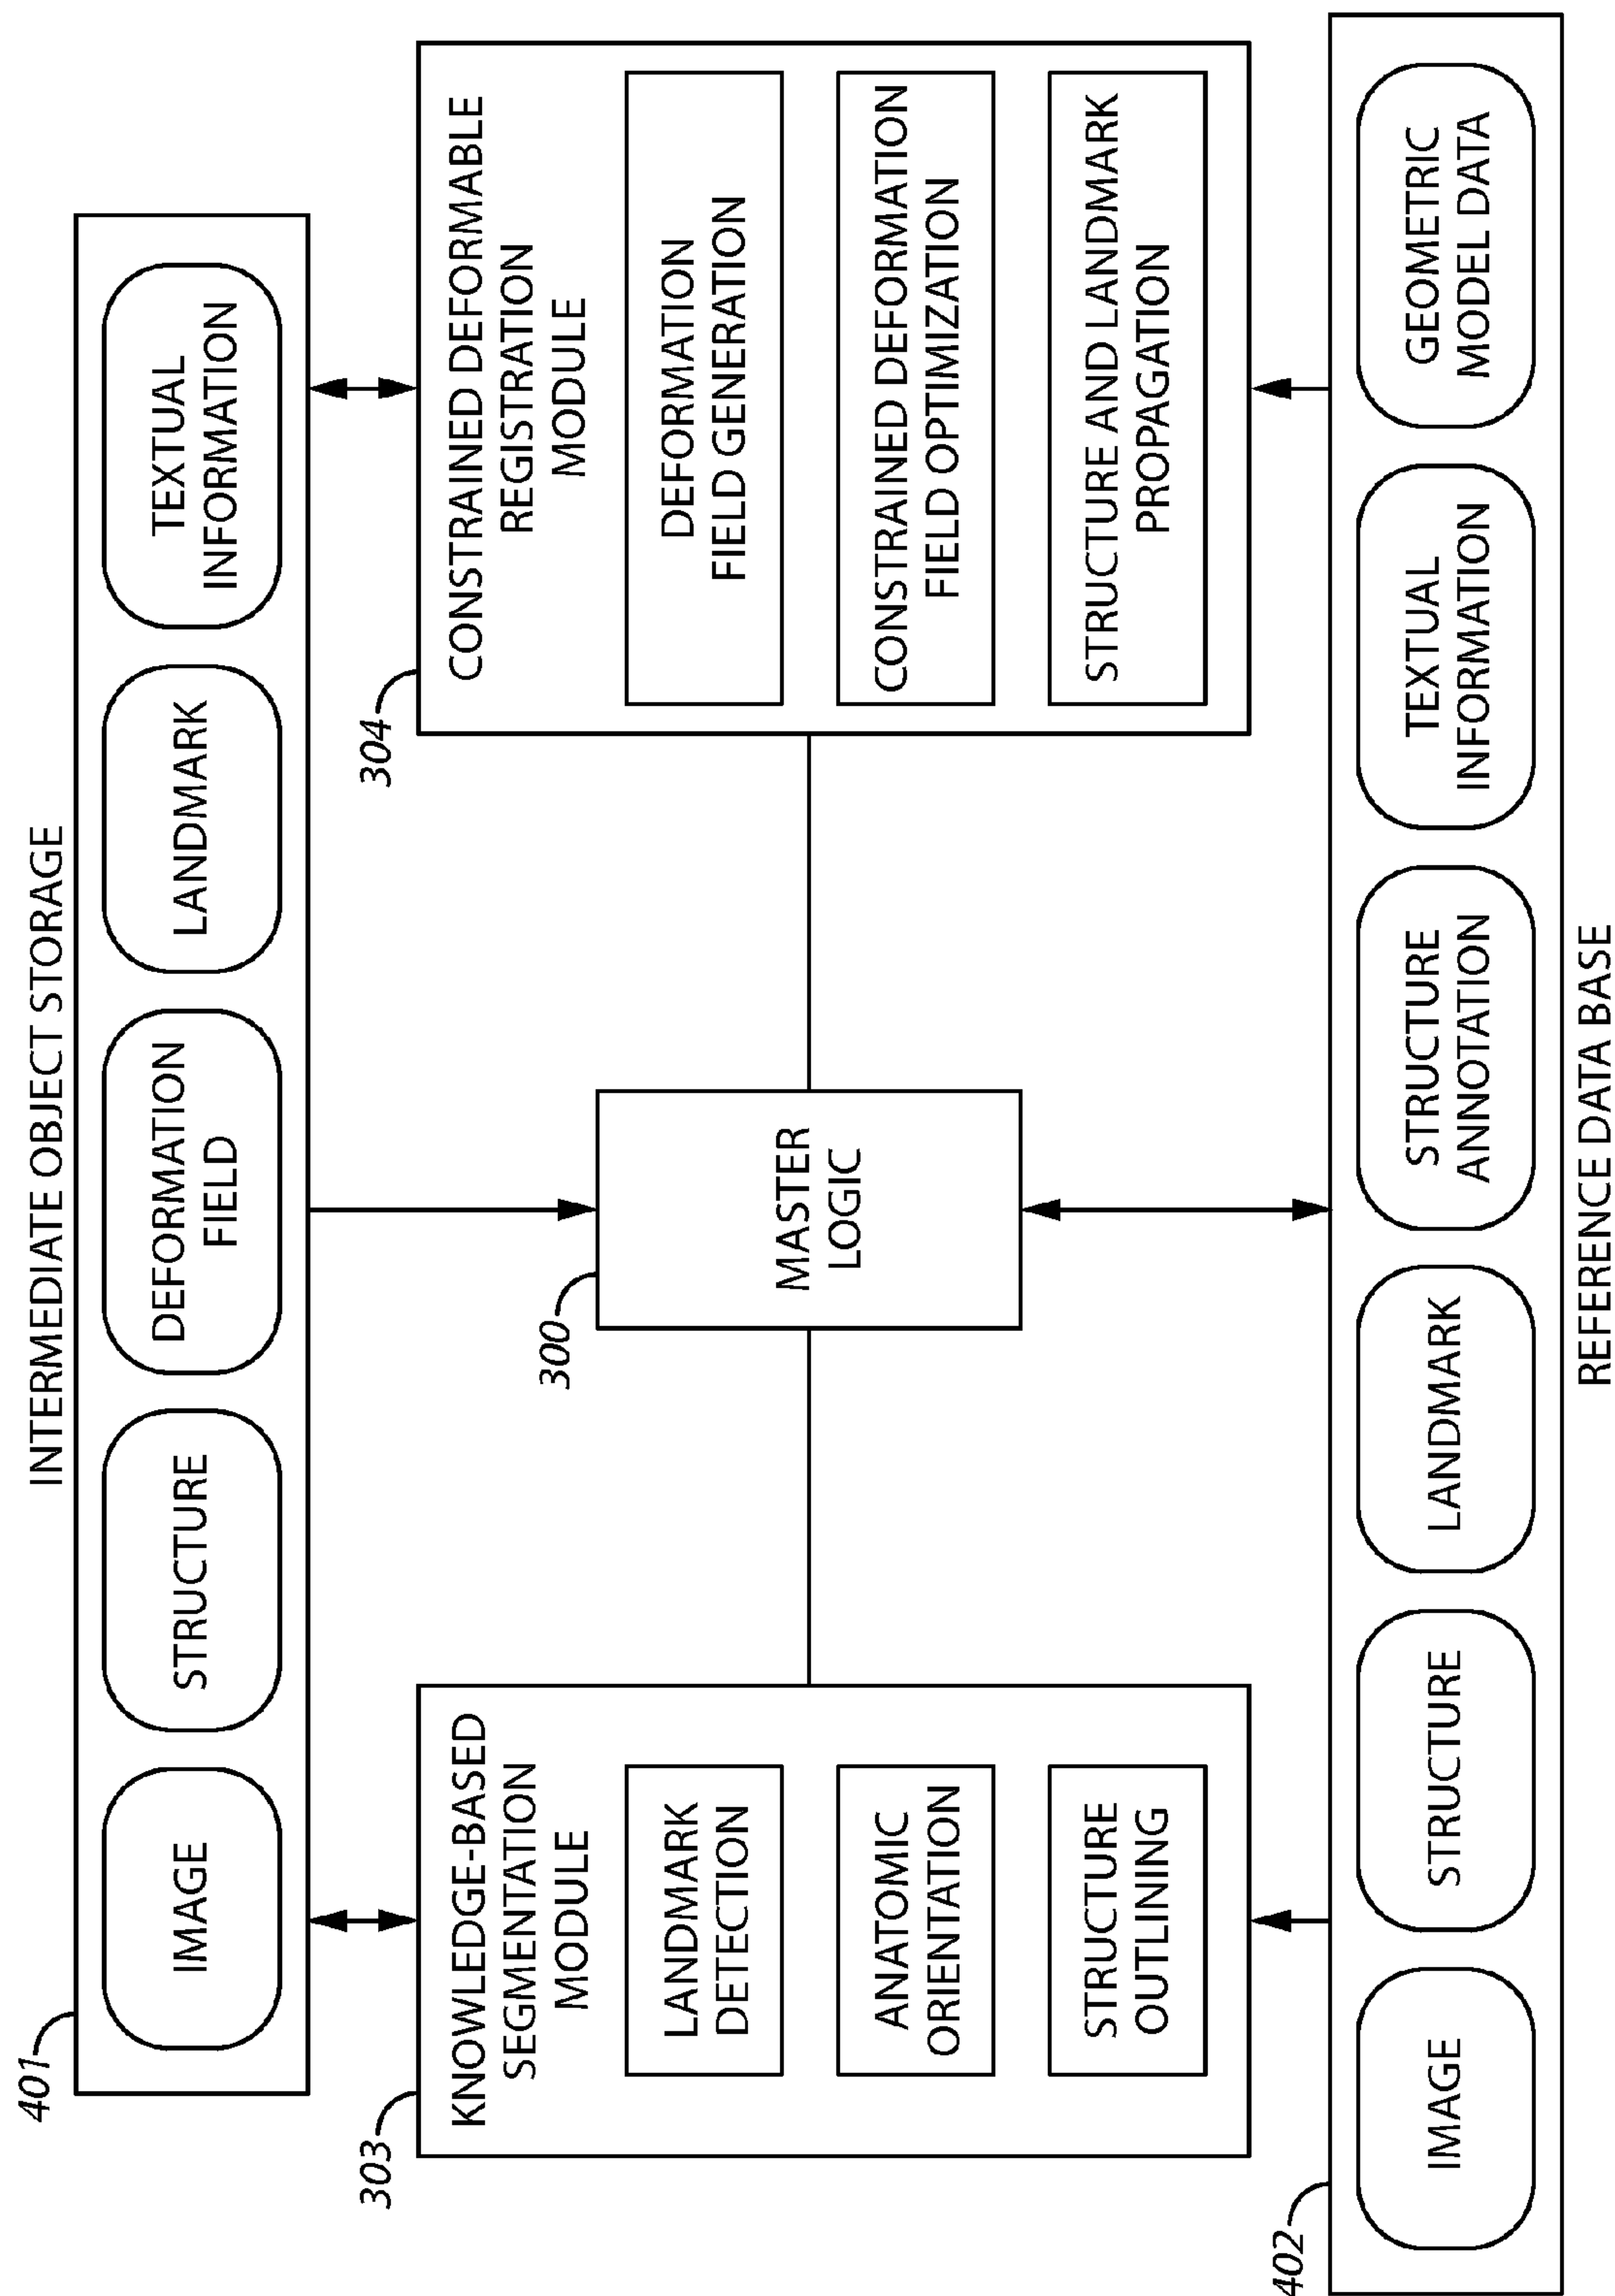 INTERMEDIATE OBJECT STORAGE
401
IMAGE
STRUCTURE
DEFORMATION
FIELD
LANDMARK
TEXTUAL
INFORMATION
303
KNOWLEDGE-BASED
SEGMENTATION
MODULE
LANDMARK
DETECTION
ANATOMIC
ORIENTATION
STRUCTURE
OUTLINING
300
MASTER
LOGIC
304
CONSTRAINED DEFORMABLE
REGISTRATION
MODULE
DEFORMATION
FIELD GENERATION
CONSTRAINED DEFORMATION
FIELD OPTIMIZATION
STRUCTURE AND LANDMARK
PROPAGATION
402
IMAGE
STRUCTURE
LANDMARK
STRUCTURE
ANNOTATION
TEXTUAL
INFORMATION
GEOMETRIC
MODEL DATA
REFERENCE DATA BASE